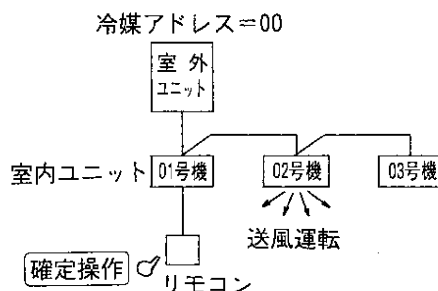 冷媒アドレス=00
室外
ユニット
室内ユニット 01号機 02号機 03号機
送風運転
確定操作
リモコン